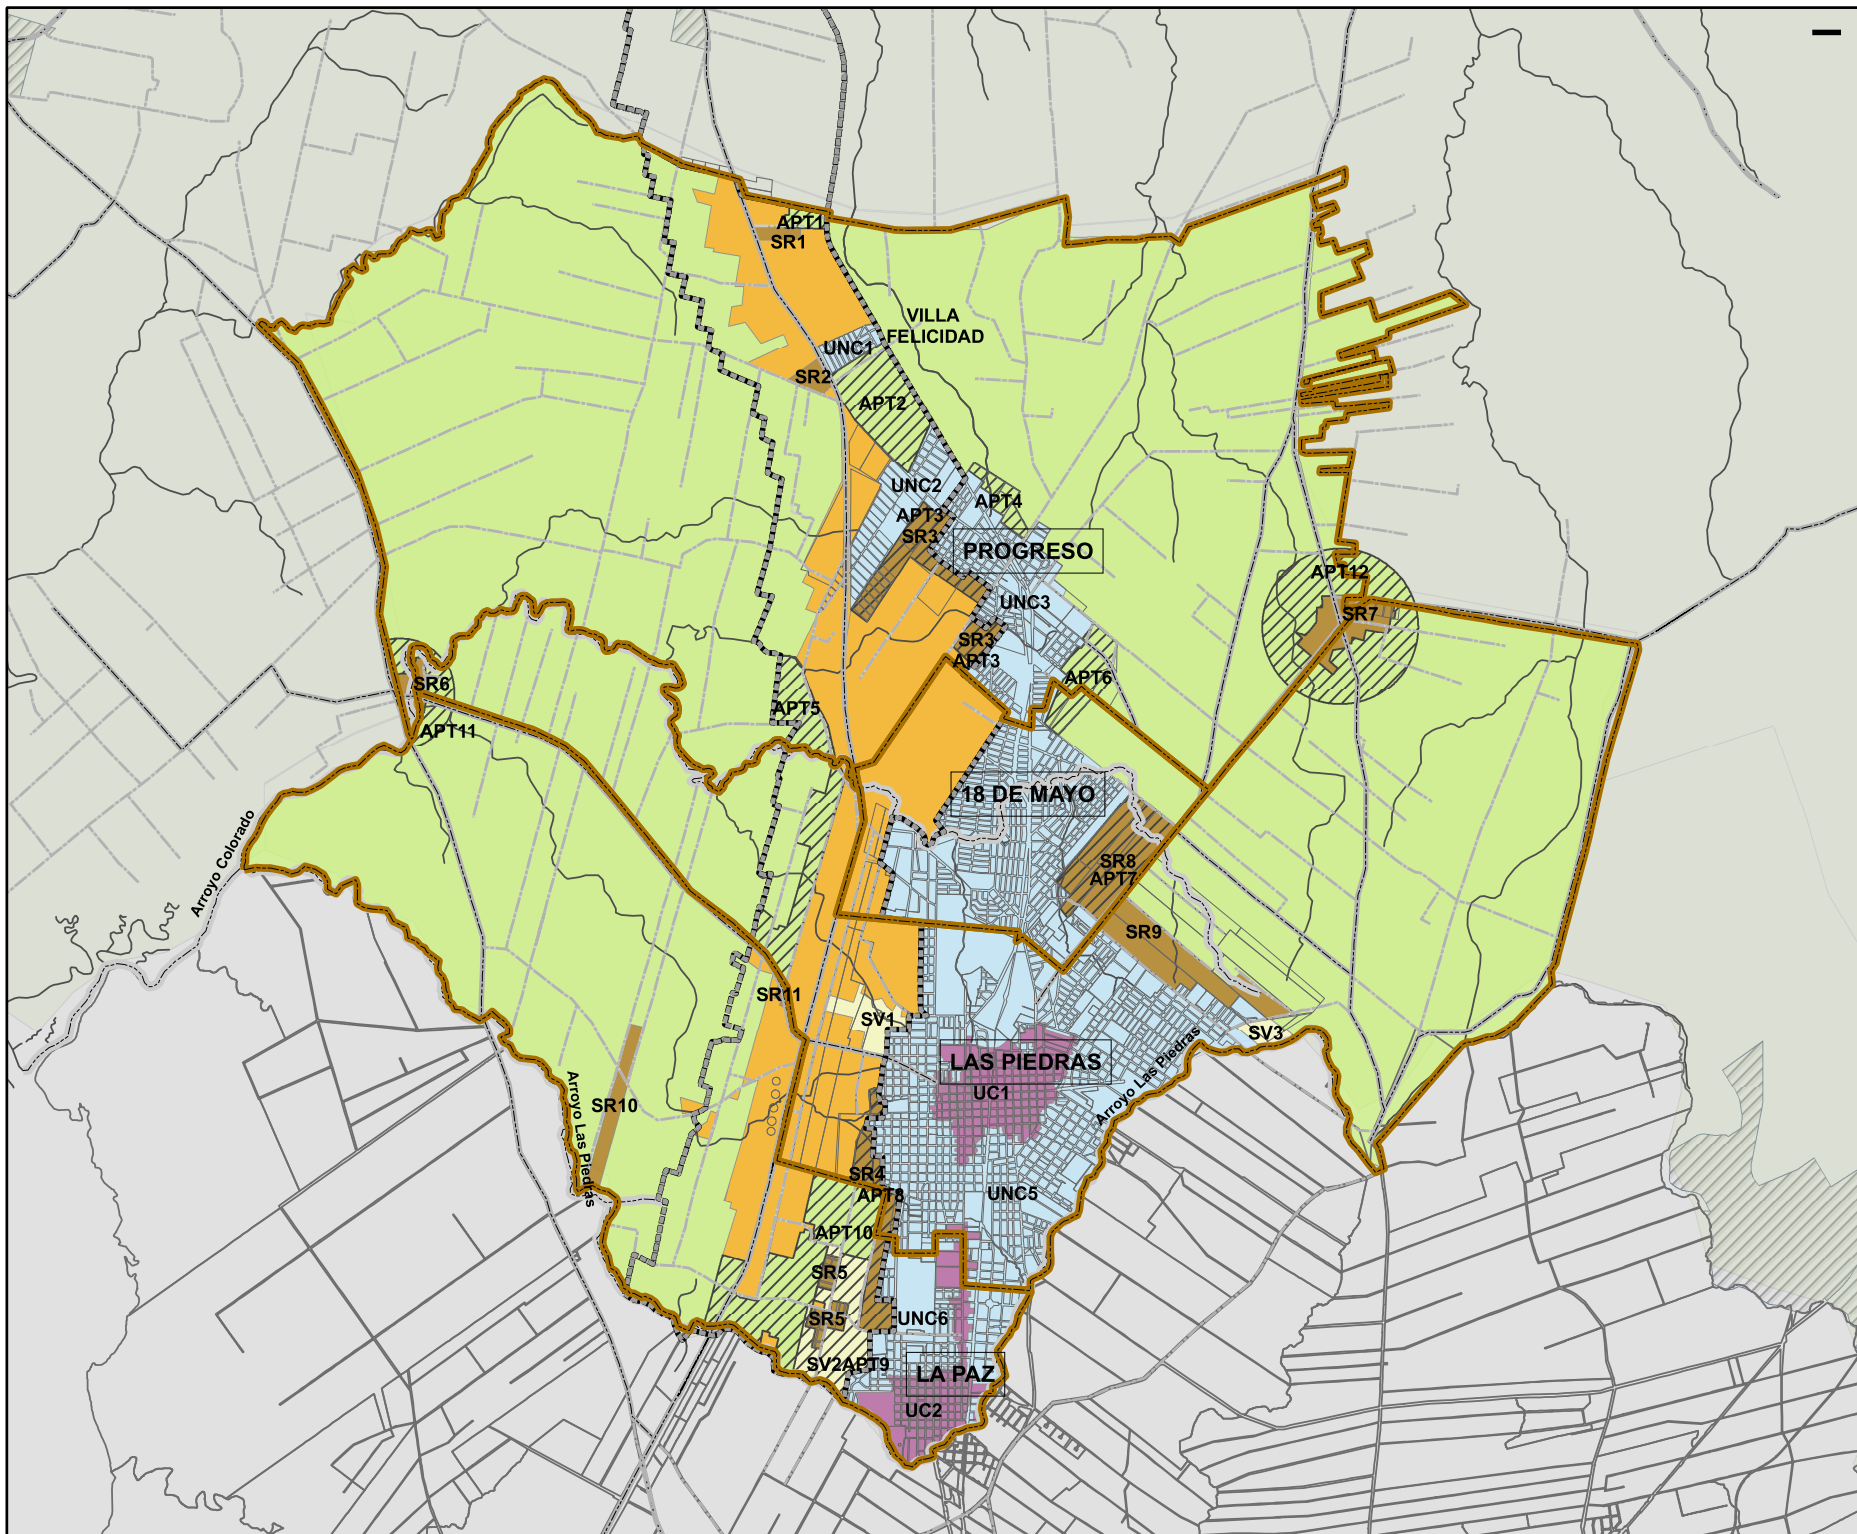 APT1
SR1
VILLA
FELICIDAD
UNC1
SR2
APT2
UNC2
APT4
APT3
SR3
PROGRESO
APT12
UNC3
SR7
SR3
APT3
APT6
SR6
APT5
APT11
18 DE MAYO
Arroyo Colorado
SR8
APT7
SR9
SR11
SV1
SV3
LAS PIEDRAS
UC1
Arroyo Las Piedras
SR10
Arroyo Las Piedras
SR4
APT8
UNC5
APT10
SR5
SR5
UNC6
SV2APT9
LA PAZ
UC2